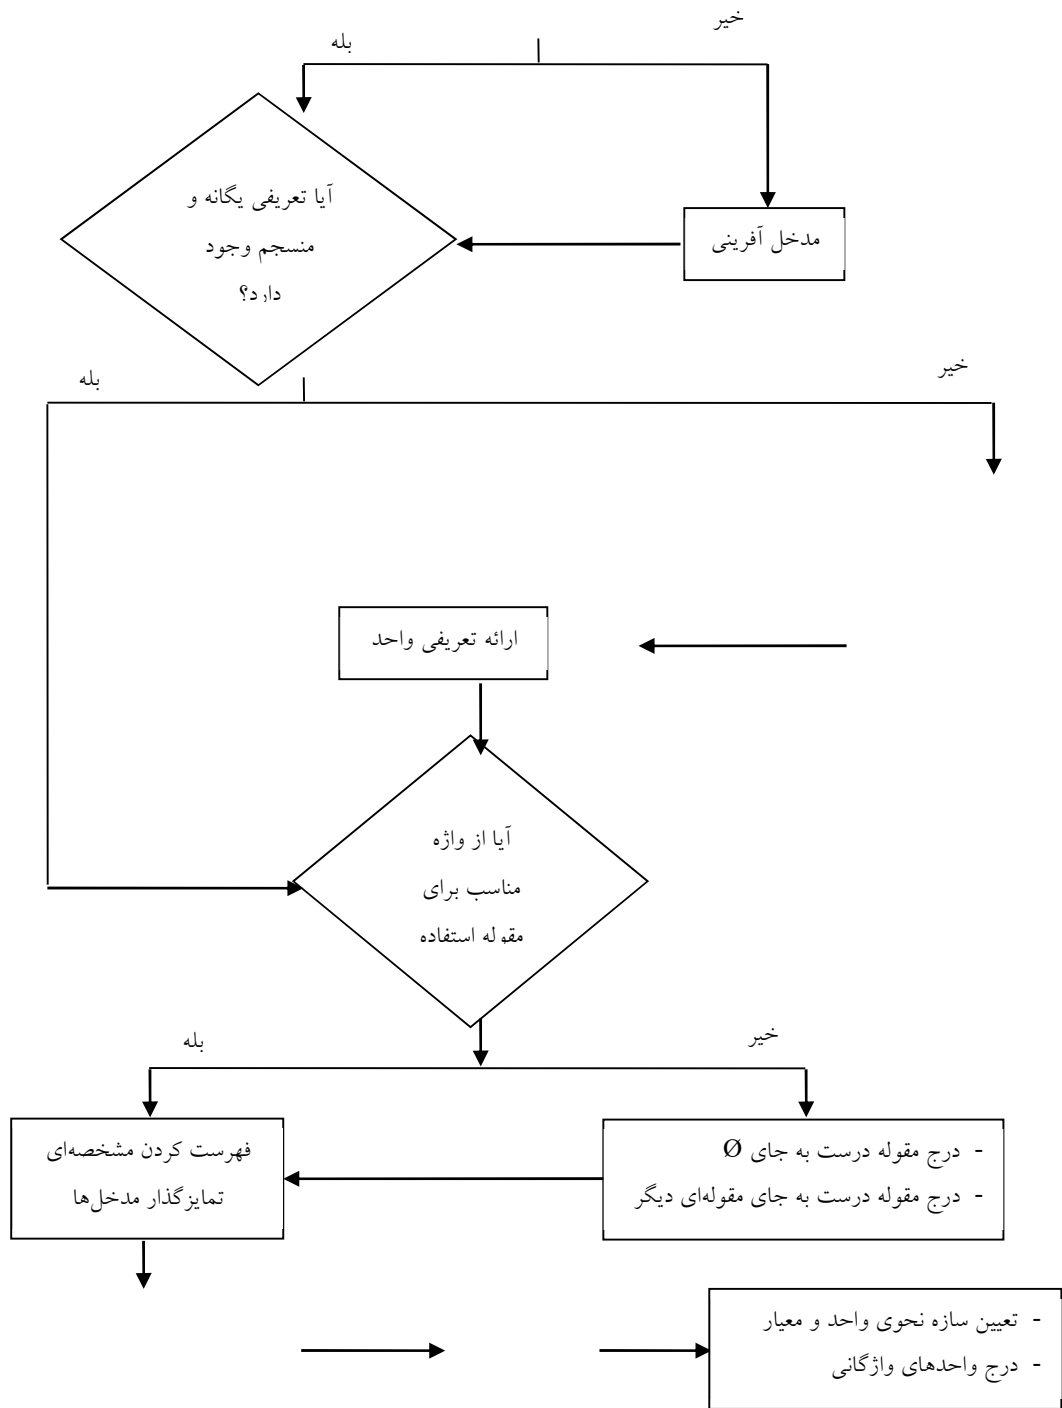 خیر
بله
آیا تعریفی یگانه و
منسجم وجود
دارد؟
مدخل آفرینی
خیر
بله
ارائه تعریفی واحد
آیا از واژه
مناسب برای
مقوله استفاده
خیر
بله
- درج مقوله درست به جای Ø
- درج مقوله درست به جای مقوله‌ای دیگر
فهرست کردن مشخصه‌ای
تمایزگذار مدخل‌ها
- تعیین سازه نحوی واحد و معیار
- درج واحدهای واژگانی